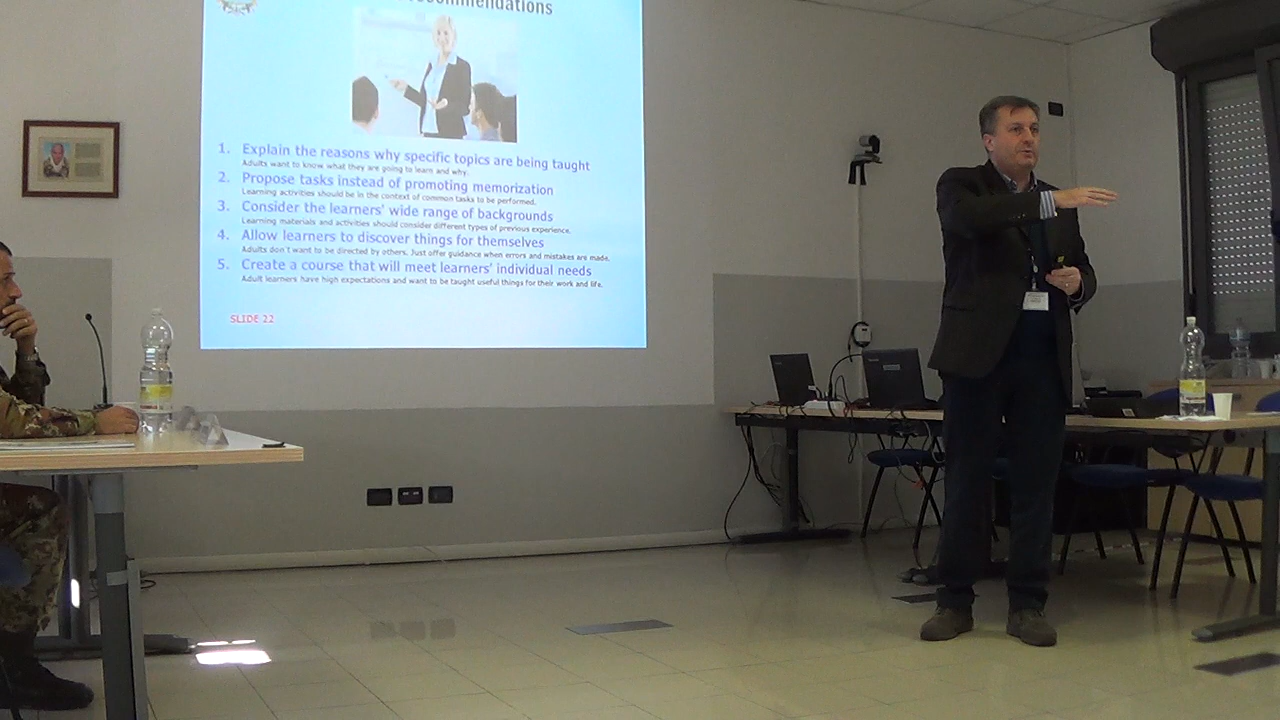 1. Explain the reasons why specific topics are being taught
Adults want to know what they are going to learn and why.
2. Propose tasks instead of promoting memorization
Learning activities should be in the context of common tasks to be performed.
3. Consider the learners' wide range of backgrounds
Learning materials and activities should consider different types of previous experience.
4. Allow learners to discover things for themselves
Adults don't want to be directed by others. Just offer guidance when errors and mistakes are made.
5. Create a course that will meet learners' individual needs
Adult learners have high expectations and want to be taught useful things for their work and life.
SLIDE 22